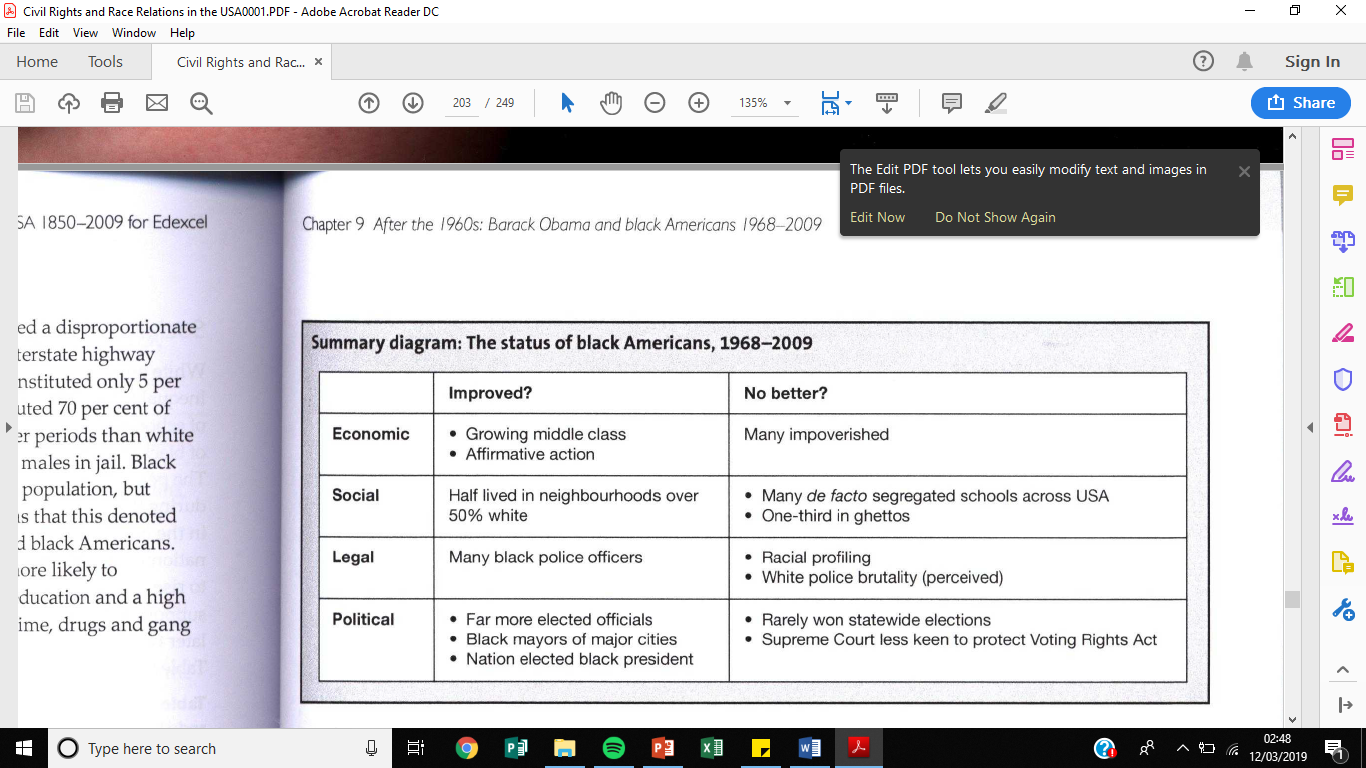 Civil Rights and Race Relations in the USA0001.PDF - Adobe Acrobat Reader DC
File Edit View Window Help
Home Tools Civil Rights and Rac... × Sign In
203 / 249 135% Share
The Edit PDF tool lets you easily modify text and images in
PDF files.
Edit Now Do Not Show Again
SA 1850–2009 for Edexcel
ed a disproportionate
terstate highway
nstituted only 5 per
uted 70 per cent of
er periods than white
males in jail. Black
population, but
s that this denoted
d black Americans.
ore likely to
education and a high
ime, drugs and gang
Chapter 9 After the 1960s: Barack Obama and black Americans 1968–2009
Summary diagram: The status of black Americans, 1968–2009
Improved? No better?
Economic
• Growing middle class
• Affirmative action
Many impoverished
Social
Half lived in neighbourhoods over
50% white
• Many de facto segregated schools across USA
• One-third in ghettos
Legal
Many black police officers
• Racial profiling
• White police brutality (perceived)
Political
• Far more elected officials
• Black mayors of major cities
• Nation elected black president
• Rarely won statewide elections
• Supreme Court less keen to protect Voting Rights Act
Type here to search
02:48
12/03/2019